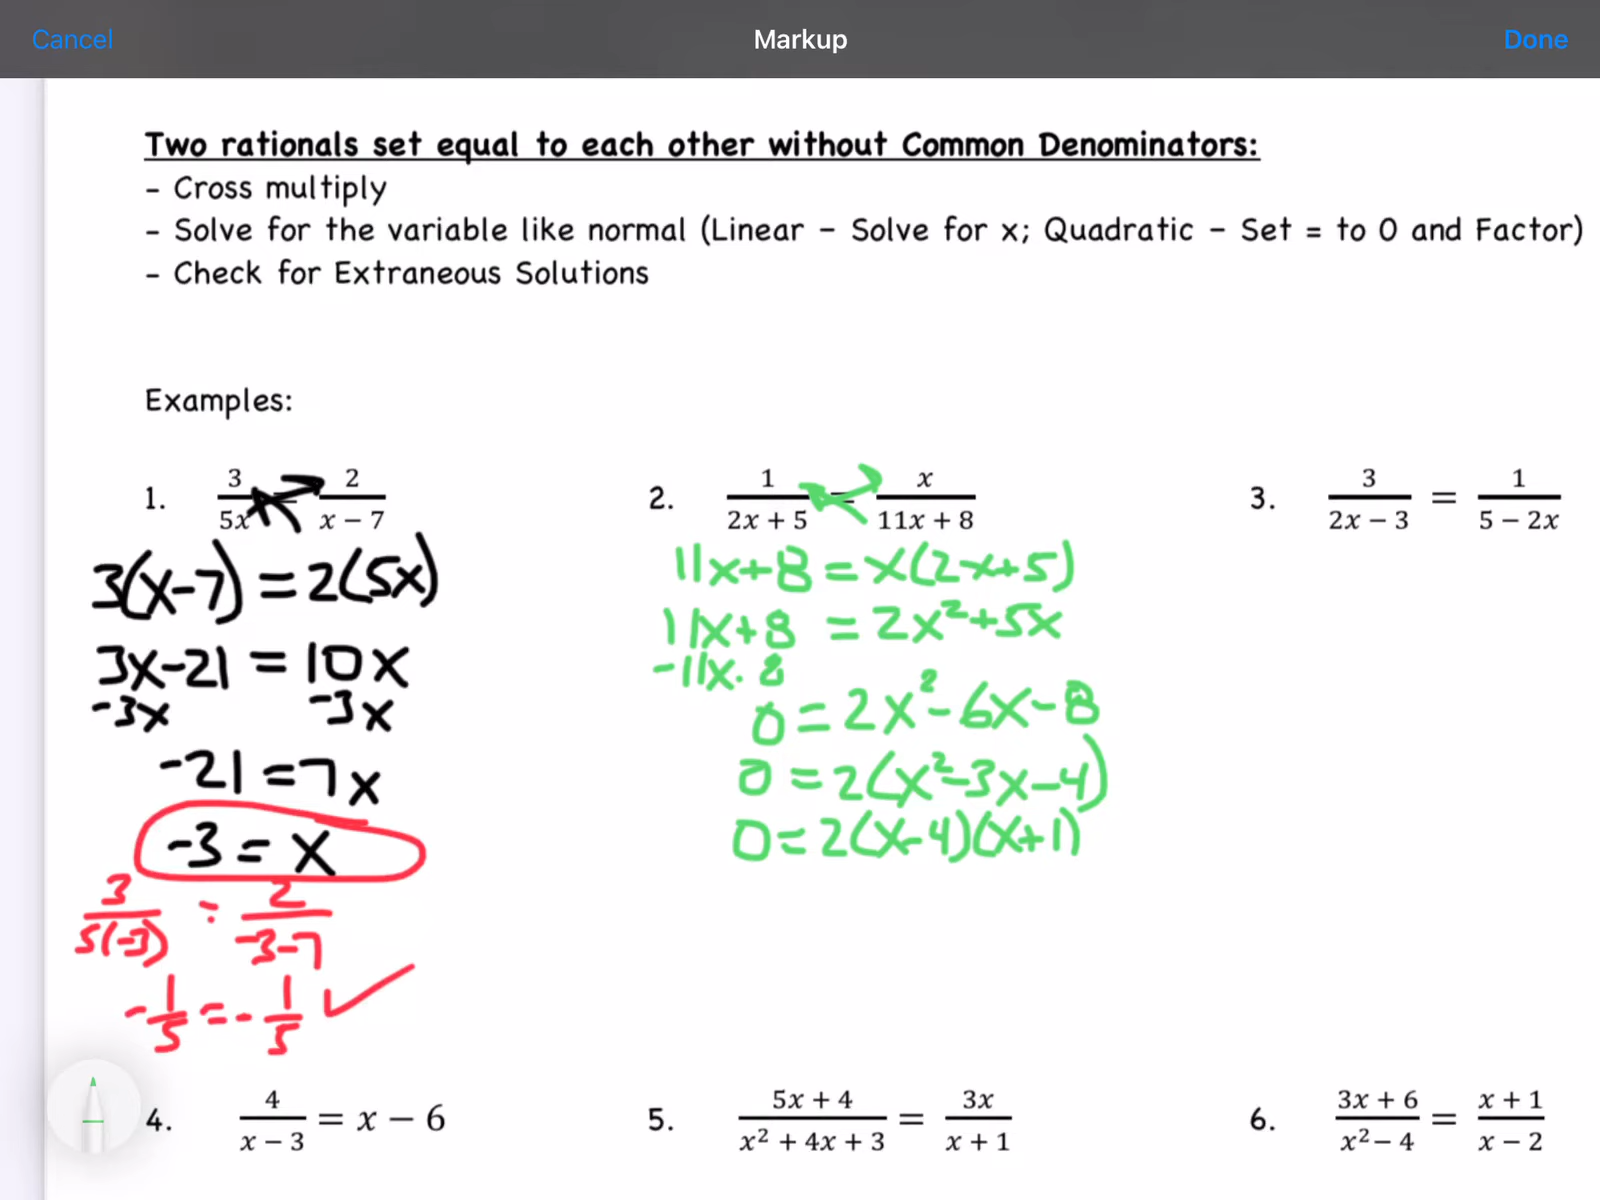 Cancel Markup Done
Two rationals set equal to each other without Common Denominators:
- Cross multiply
- Solve for the variable like normal (Linear - Solve for x; Quadratic - Set = to 0 and Factor)
- Check for Extraneous Solutions
Examples:
1. 3/5x = 2/(x − 7)
3(x-7) = 2(5x)
3x-21 = 10x
-3x -3x
-21 = 7x
-3 = x
3/5(-3) = 2/-3-7
-1/5 = -1/5 ✓
2. 1/(2x + 5) = x/(11x + 8)
11x+8 = x(2x+5)
11x+8 = 2x²+5x
-11x-8
0 = 2x²-6x-8
0 = 2(x²-3x-4)
0 = 2(x-4)(x+1)
3. 3/(2x − 3) = 1/(5 − 2x)
4. 4/(x − 3) = x − 6
5. (5x + 4)/(x² + 4x + 3) = 3x/(x + 1)
6. (3x + 6)/(x² − 4) = (x + 1)/(x − 2)